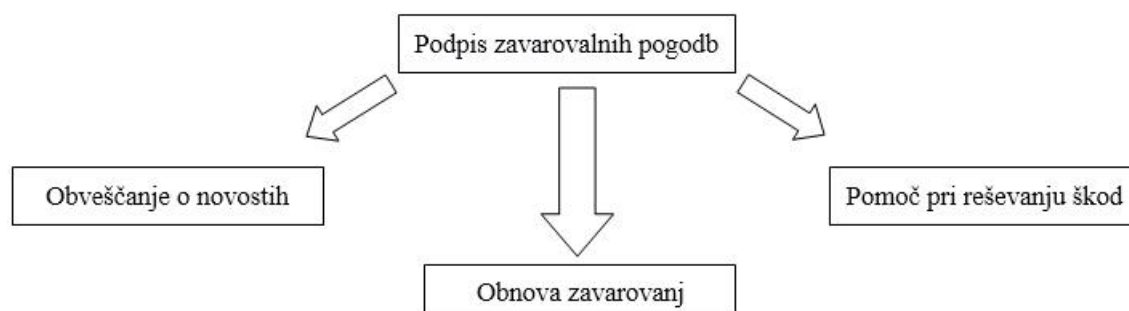 Podpis zavarovalnih pogodb
Obveščanje o novostih
Pomoč pri reševanju škod
Obnova zavarovanj